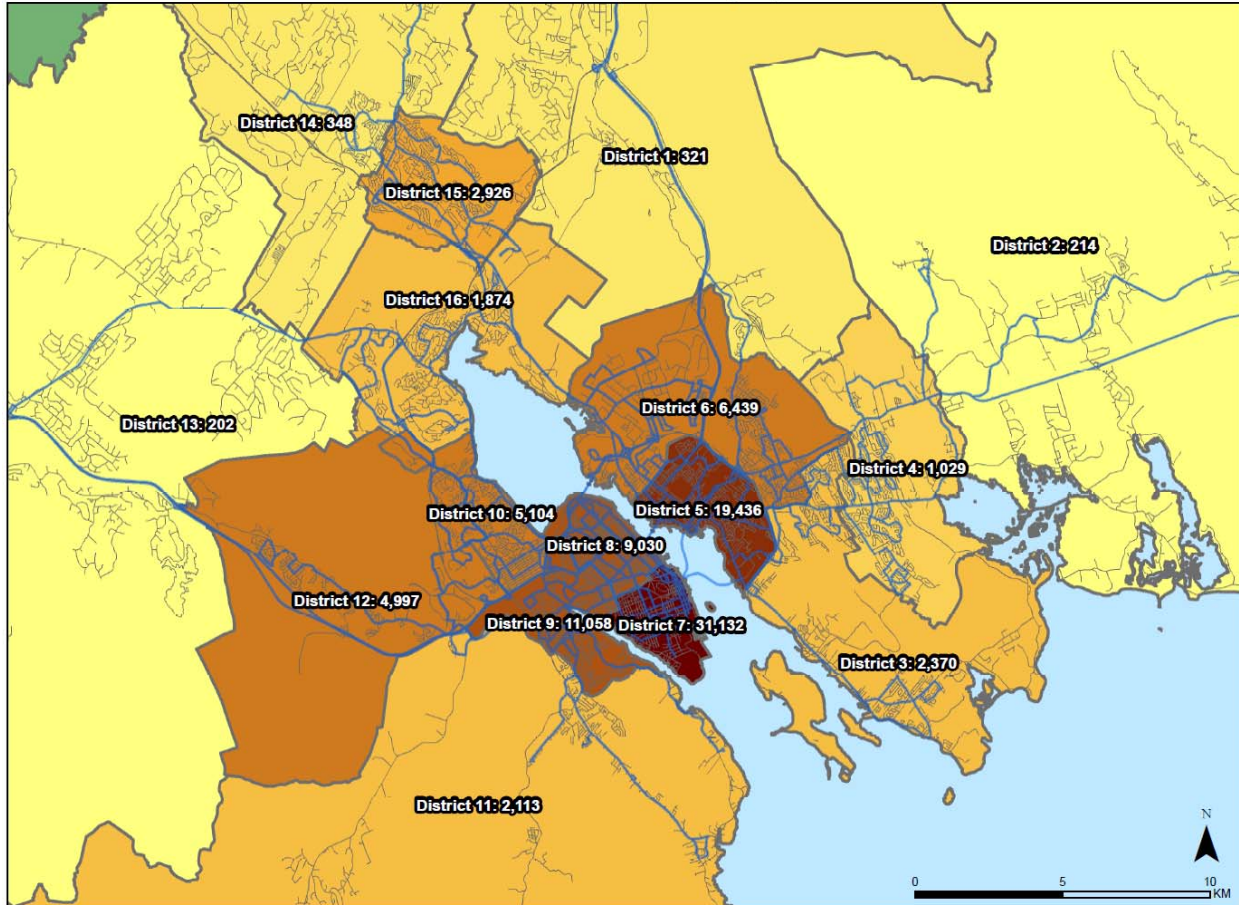 District 14: 348
District 1: 321
District 15: 2,926
District 2: 214
District 16: 1,874
District 6: 6,439
District 13: 202
District 4: 1,029
District 10: 5,104
District 5: 19,436
District 8: 9,030
District 12: 4,997
District 9: 11,058
District 7: 31,132
District 3: 2,370
District 11: 2,113
N
0 5 10
KM